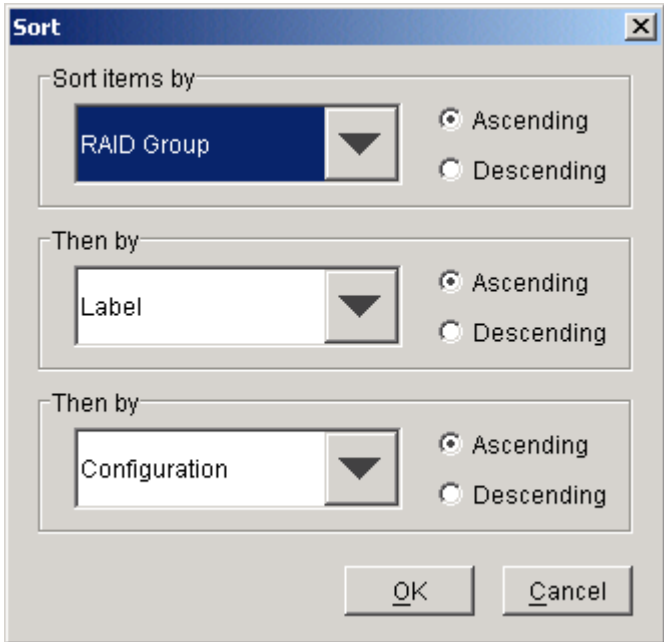 Sort
Sort items by
RAID Group
Ascending
Descending
Then by
Label
Ascending
Descending
Then by
Configuration
Ascending
Descending
OK Cancel